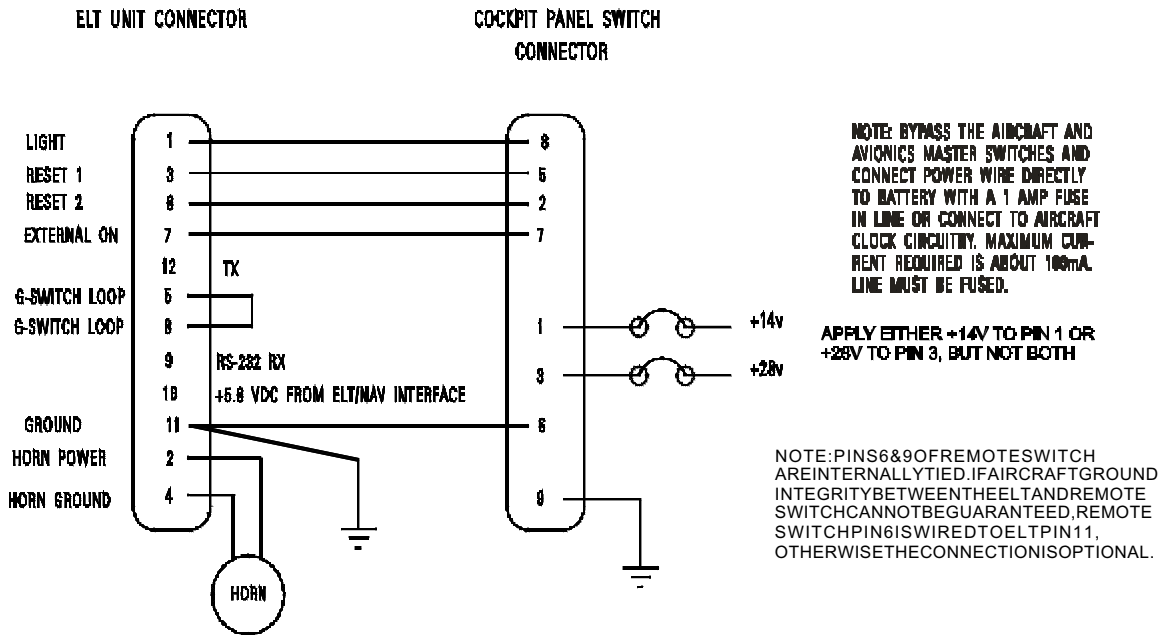 ELT UNIT CONNECTOR
COCKPIT PANEL SWITCH
CONNECTOR
LIGHT 1 8
RESET 1 3 5
RESET 2 6 2
EXTERNAL ON 7 7
12 TX
G-SWITCH LOOP 5
G-SWITCH LOOP 8
1 +14v
9 RS-232 RX
3 +28v
10 +5.0 VDC FROM ELT/NAV INTERFACE
GROUND 11 6
HORN POWER 2
HORN GROUND 4
9
HORN
NOTE: BYPASS THE AIRCRAFT AND
AVIONICS MASTER SWITCHES AND
CONNECT POWER WIRE DIRECTLY
TO BATTERY WITH A 1 AMP FUSE
IN LINE OR CONNECT TO AIRCRAFT
CLOCK CIRCUITRY. MAXIMUM CUR-
RENT REQUIRED IS ABOUT 100mA.
LINE MUST BE FUSED.
APPLY EITHER +14V TO PIN 1 OR
+28V TO PIN 3, BUT NOT BOTH
NOTE:PINS6&9OFREMOTESWITCH
AREINTERNALLYTIED.IFAIRCRAFTGROUND
INTEGRITYBETWEENTHEELTANDREMOTE
SWITCHCANNOTBEGUARANTEED,REMOTE
SWITCHPIN6ISWIREDTOELTPIN11,
OTHERWISETHECONNECTIONISOPTIONAL.